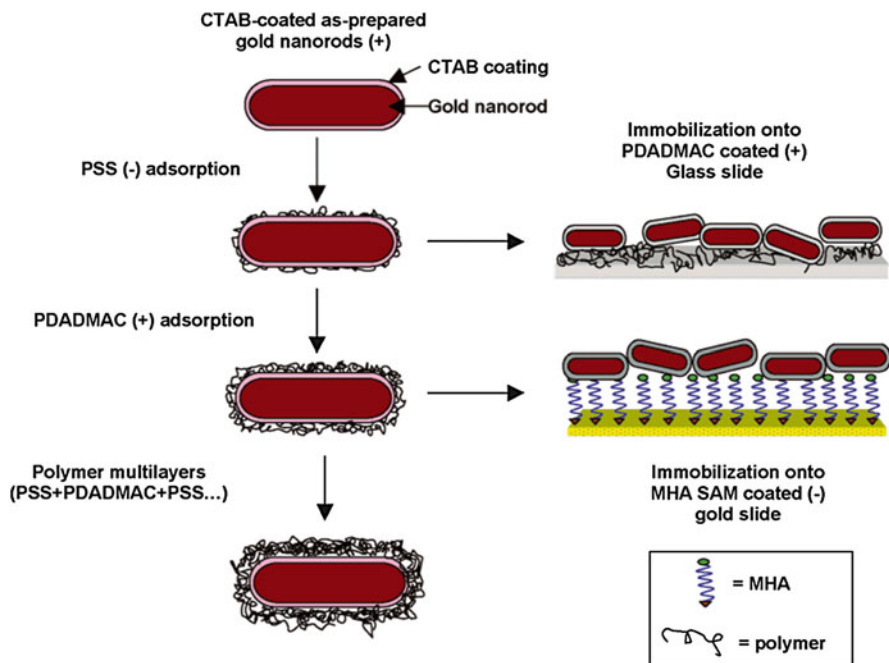 CTAB-coated as-prepared
gold nanorods (+)
CTAB coating
Gold nanorod
PSS (-) adsorption
Immobilization onto
PDADMAC coated (+)
Glass slide
PDADMAC (+) adsorption
Polymer multilayers
(PSS+PDADMAC+PSS...)
Immobilization onto
MHA SAM coated (-)
gold slide
= MHA
= polymer